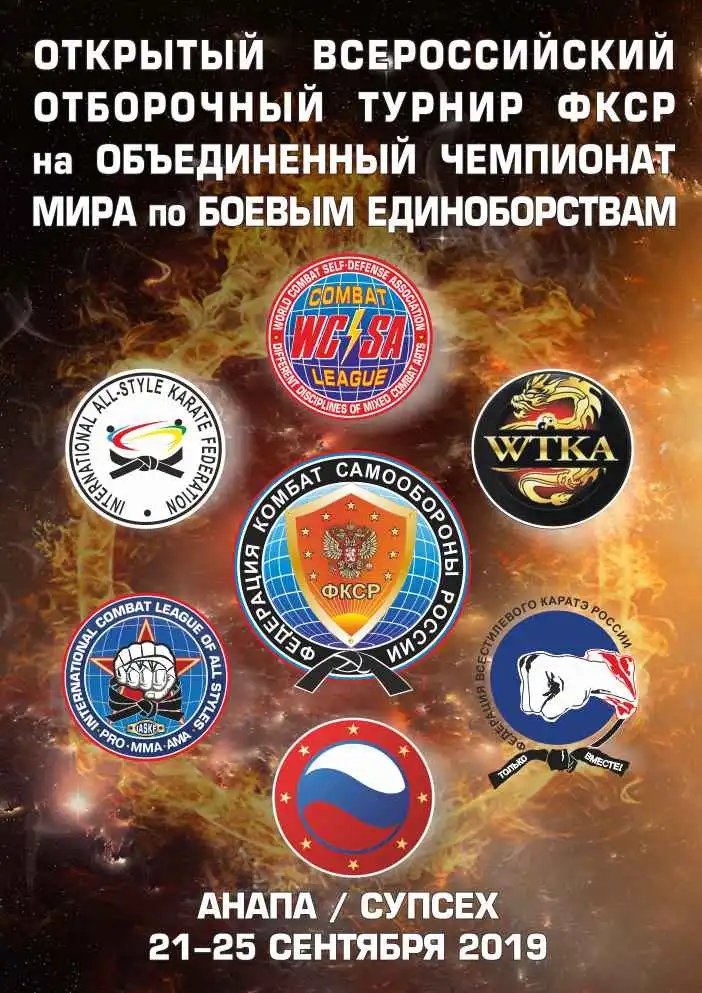 ОТКРЫТЫЙ ВСЕРОССИЙСКИЙ
ОТБОРОЧНЫЙ ТУРНИР ФКСР
на ОБЪЕДИНЕННЫЙ ЧЕМПИОНАТ
МИРА по БОЕВЫМ ЕДИНОБОРСТВАМ
WORLD COMBAT SELF-DEFENSE ASSOCIATION
COMBAT
WCSA
LEAGUE
DIFFERENT DISCIPLINES OF MIXED COMBAT ARTS
INTERNATIONAL ALL-STYLE KARATE FEDERATION
WTKA
ФЕДЕРАЦИЯ КОМБАТ САМООБОРОНЫ РОССИИ
ФКСР
INTERNATIONAL COMBAT LEAGUE OF ALL STYLES
IASKF
PRO · MMA · AMA
ФЕДЕРАЦИЯ ВСЕСТИЛЕВОГО КАРАТЭ РОССИИ
ТОЛЬКО ВМЕСТЕ!
АНАПА / СУПСЕХ
21–25 СЕНТЯБРЯ 2019